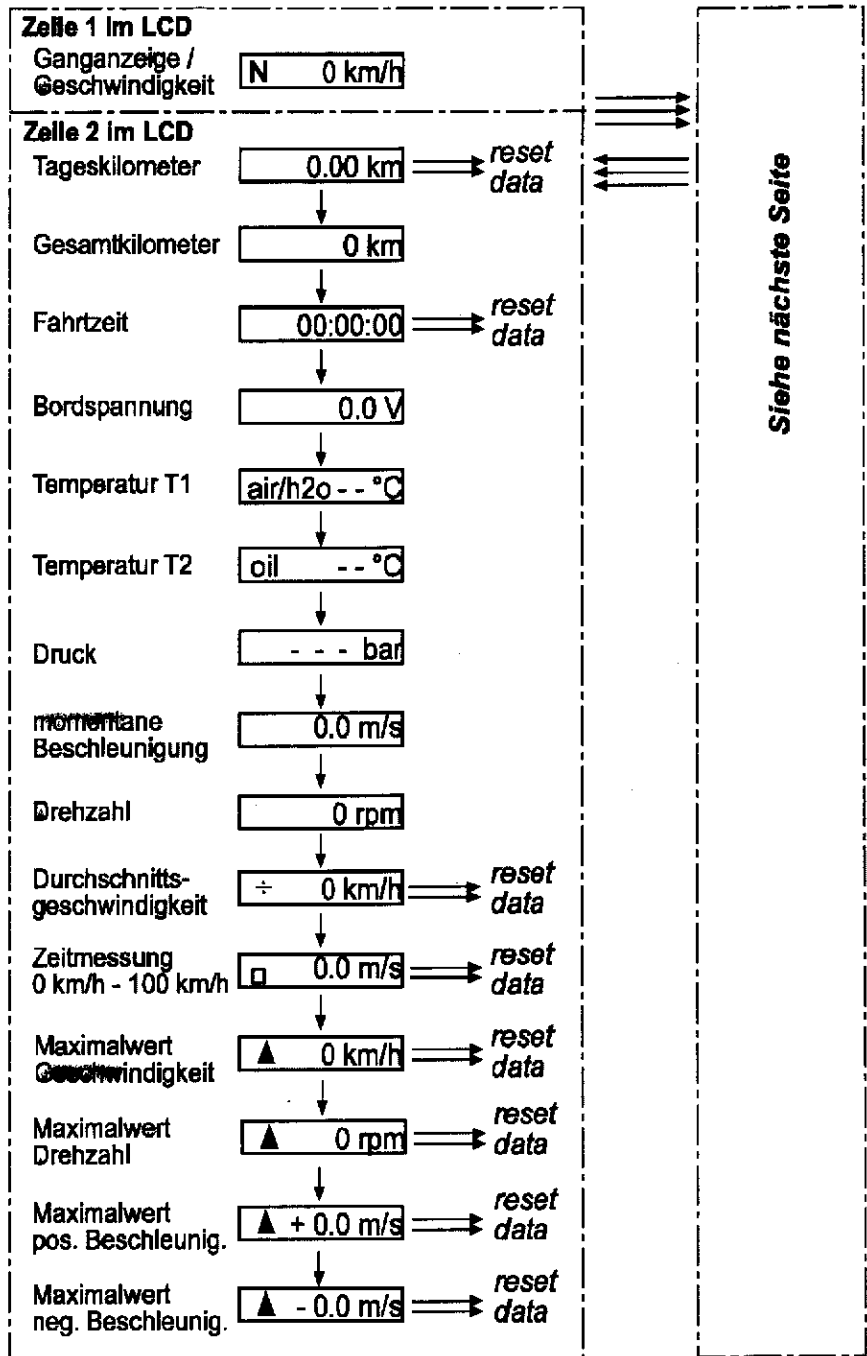 Zeile 1 im LCD
Ganganzeige /
Geschwindigkeit
N 0 km/h
Zeile 2 im LCD
Tageskilometer
0.00 km
reset
data
Gesamtkilometer
0 km
Fahrtzeit
00:00:00
reset
data
Bordspannung
0.0 V
Temperatur T1
air/h2o - - °C
Temperatur T2
oil - - °C
Druck
- - - bar
momentane
Beschleunigung
0.0 m/s
Drehzahl
0 rpm
Durchschnitts-
geschwindigkeit
÷ 0 km/h
reset
data
Zeitmessung
0 km/h - 100 km/h
0.0 m/s
reset
data
Maximalwert
Geschwindigkeit
▲ 0 km/h
reset
data
Maximalwert
Drehzahl
▲ 0 rpm
reset
data
Maximalwert
pos. Beschleunig.
▲ + 0.0 m/s
reset
data
Maximalwert
neg. Beschleunig.
▲ - 0.0 m/s
reset
data
Siehe nächste Seite